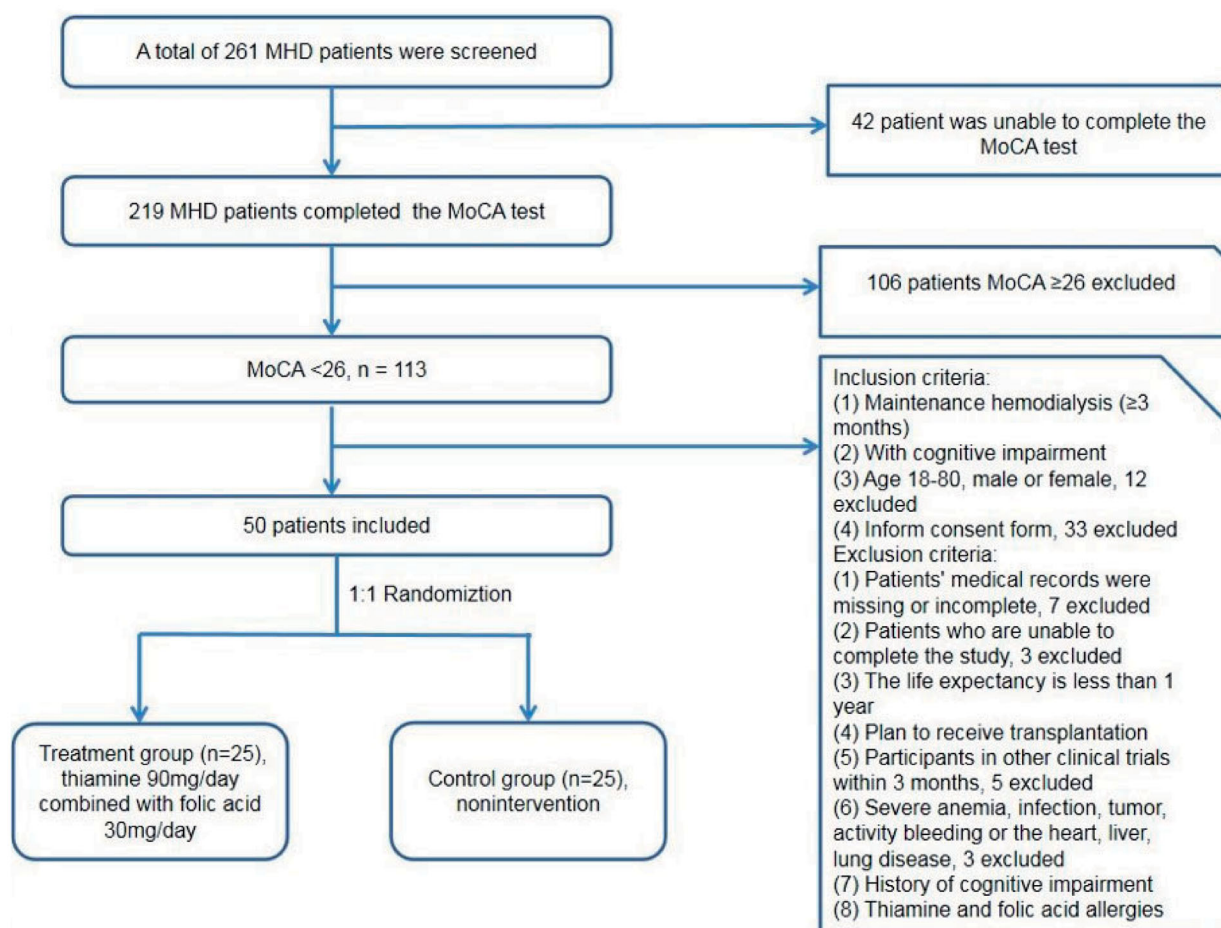 A total of 261 MHD patients were screened
42 patient was unable to complete the
MoCA test
219 MHD patients completed the MoCA test
106 patients MoCA ≥26 excluded
MoCA <26, n = 113
Inclusion criteria:
(1) Maintenance hemodialysis (≥3
months)
(2) With cognitive impairment
(3) Age 18-80, male or female, 12
excluded
(4) Inform consent form, 33 excluded
Exclusion criteria:
(1) Patients' medical records were
missing or incomplete, 7 excluded
(2) Patients who are unable to
complete the study, 3 excluded
(3) The life expectancy is less than 1
year
(4) Plan to receive transplantation
(5) Participants in other clinical trials
within 3 months, 5 excluded
(6) Severe anemia, infection, tumor,
activity bleeding or the heart, liver,
lung disease, 3 excluded
(7) History of cognitive impairment
(8) Thiamine and folic acid allergies
50 patients included
1:1 Randomiztion
Treatment group (n=25),
thiamine 90mg/day
combined with folic acid
30mg/day
Control group (n=25),
nonintervention